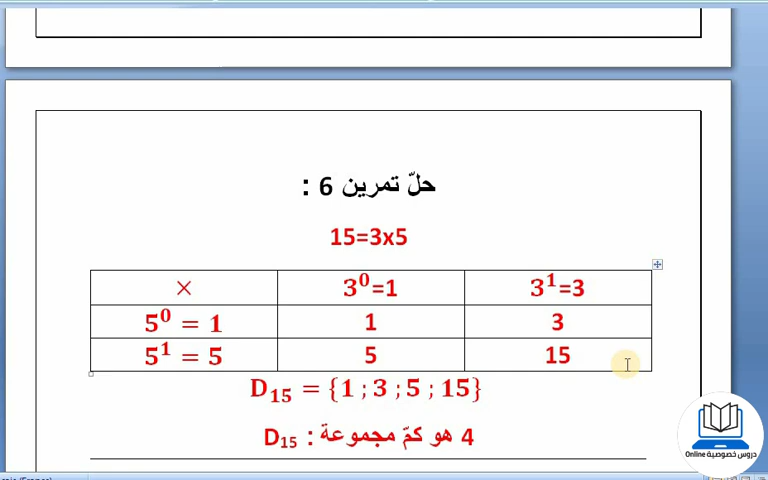 حلّ تمرين 6 :
15=3x5
× 3⁰=1 3¹=3
5⁰ = 1 1 3
5¹ = 5 5 15
D₁₅ = {1 ; 3 ; 5 ; 15}
4 هو كمّ مجموعة D₁₅ :
دروس خصوصية Online